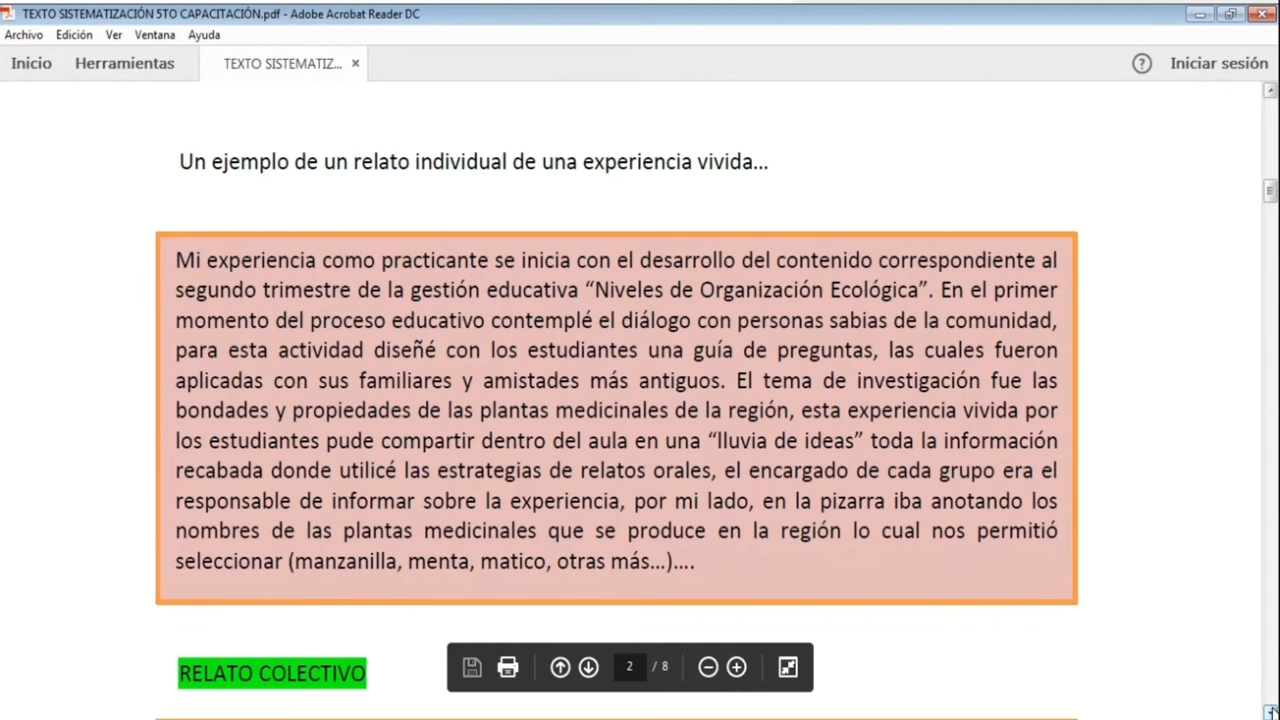 TEXTO SISTEMATIZACIÓN 5TO CAPACITACIÓN.pdf - Adobe Acrobat Reader DC
Archivo Edición Ver Ventana Ayuda
Inicio Herramientas TEXTO SISTEMATIZ... × ? Iniciar sesión
Un ejemplo de un relato individual de una experiencia vivida...
Mi experiencia como practicante se inicia con el desarrollo del contenido correspondiente al
segundo trimestre de la gestión educativa “Niveles de Organización Ecológica”. En el primer
momento del proceso educativo contemplé el diálogo con personas sabias de la comunidad,
para esta actividad diseñé con los estudiantes una guía de preguntas, las cuales fueron
aplicadas con sus familiares y amistades más antiguos. El tema de investigación fue las
bondades y propiedades de las plantas medicinales de la región, esta experiencia vivida por
los estudiantes pude compartir dentro del aula en una “lluvia de ideas” toda la información
recabada donde utilicé las estrategias de relatos orales, el encargado de cada grupo era el
responsable de informar sobre la experiencia, por mi lado, en la pizarra iba anotando los
nombres de las plantas medicinales que se produce en la región lo cual nos permitió
seleccionar (manzanilla, menta, matico, otras más...)....
RELATO COLECTIVO
2 / 8